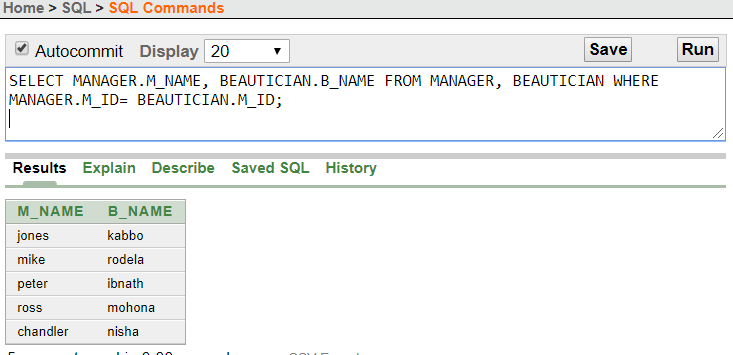 Home > SQL > SQL Commands
Autocommit Display 20 Save Run
SELECT MANAGER.M_NAME, BEAUTICIAN.B_NAME FROM MANAGER, BEAUTICIAN WHERE
MANAGER.M_ID= BEAUTICIAN.M_ID;
Results Explain Describe Saved SQL History
M_NAME B_NAME
jones kabbo
mike rodela
peter ibnath
ross mohona
chandler nisha